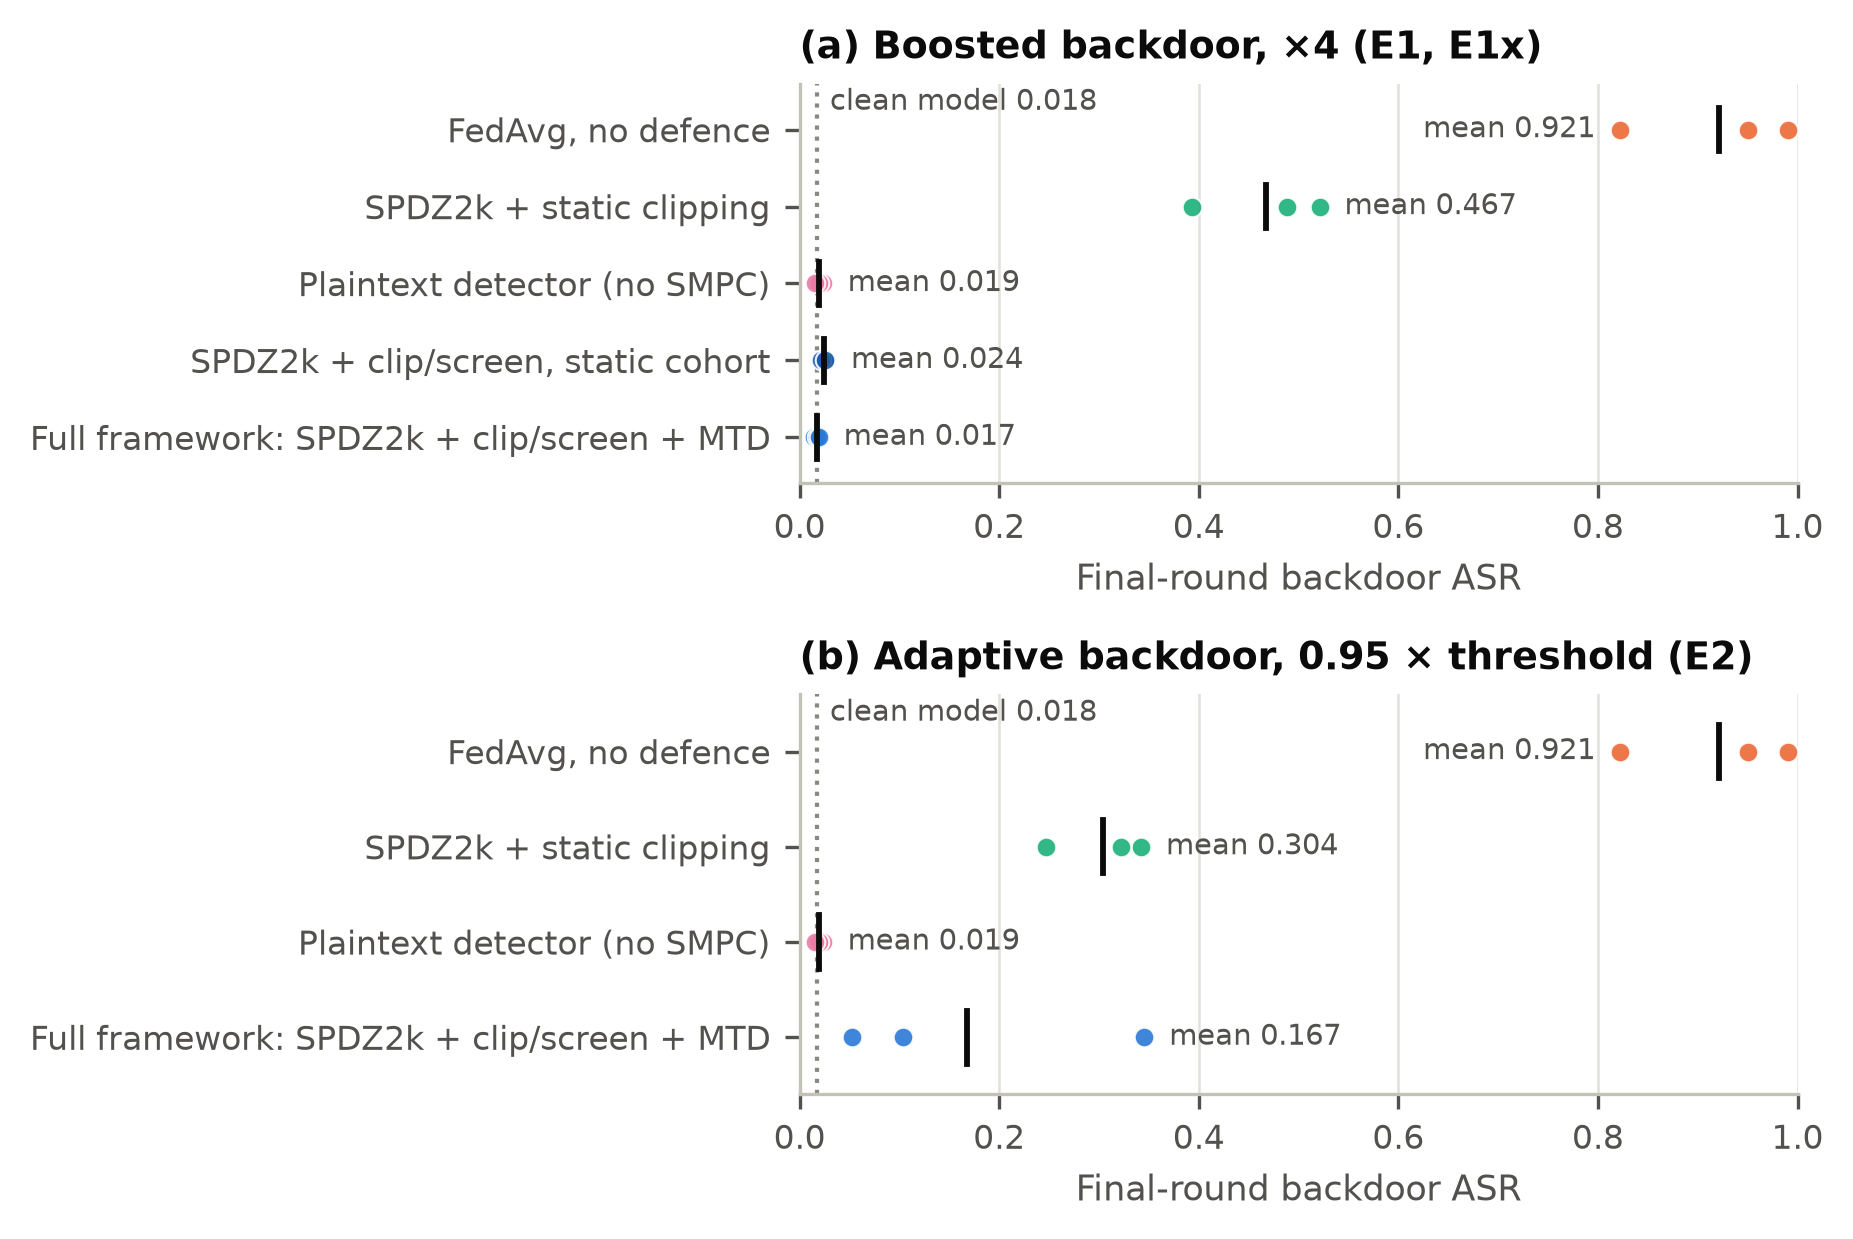 (a) Boosted backdoor, ×4 (E1, E1x)
clean model 0.018
FedAvg, no defence
mean 0.921
SPDZ2k + static clipping
mean 0.467
Plaintext detector (no SMPC)
mean 0.019
SPDZ2k + clip/screen, static cohort
mean 0.024
Full framework: SPDZ2k + clip/screen + MTD
mean 0.017
0.0 0.2 0.4 0.6 0.8 1.0
Final-round backdoor ASR
(b) Adaptive backdoor, 0.95 × threshold (E2)
clean model 0.018
FedAvg, no defence
mean 0.921
SPDZ2k + static clipping
mean 0.304
Plaintext detector (no SMPC)
mean 0.019
Full framework: SPDZ2k + clip/screen + MTD
mean 0.167
0.0 0.2 0.4 0.6 0.8 1.0
Final-round backdoor ASR